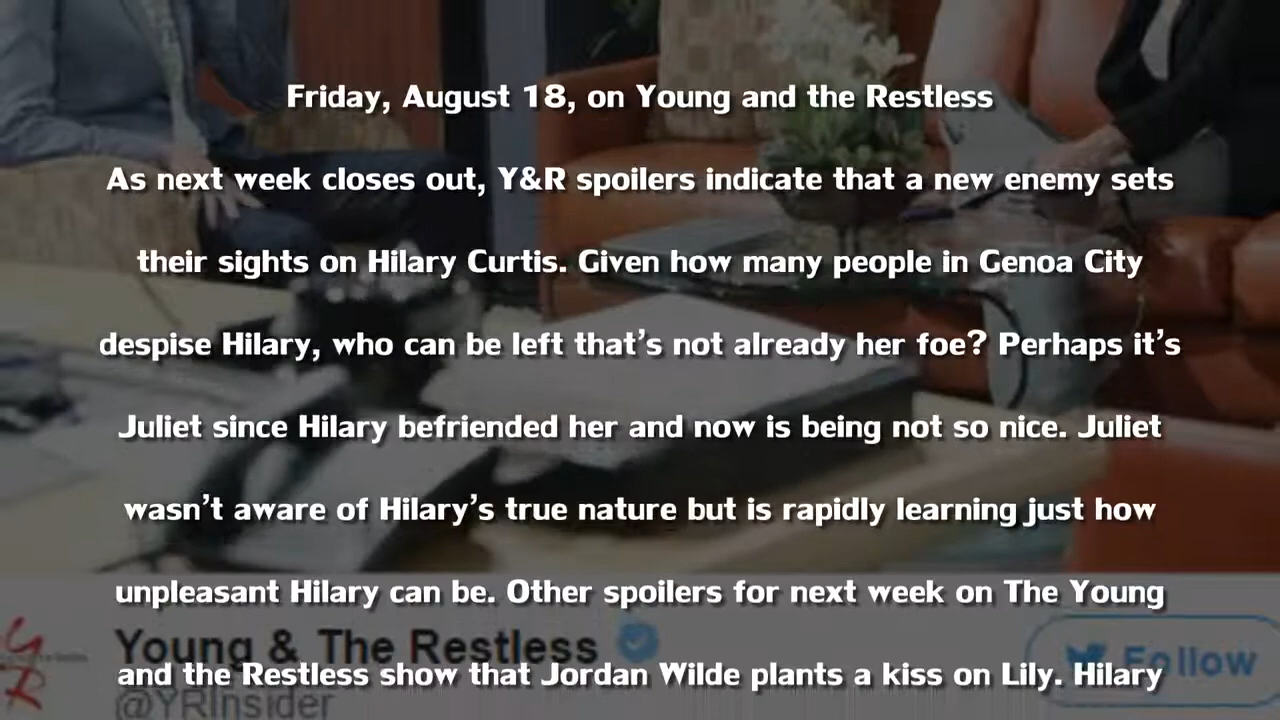 Friday, August 18, on Young and the Restless
As next week closes out, Y&R spoilers indicate that a new enemy sets
their sights on Hilary Curtis. Given how many people in Genoa City
despise Hilary, who can be left that's not already her foe? Perhaps it's
Juliet since Hilary befriended her and now is being not so nice. Juliet
wasn't aware of Hilary's true nature but is rapidly learning just how
unpleasant Hilary can be. Other spoilers for next week on The Young
Young & The Restless
Follow
and the Restless show that Jordan Wilde plants a kiss on Lily. Hilary
@YRInsider
YR